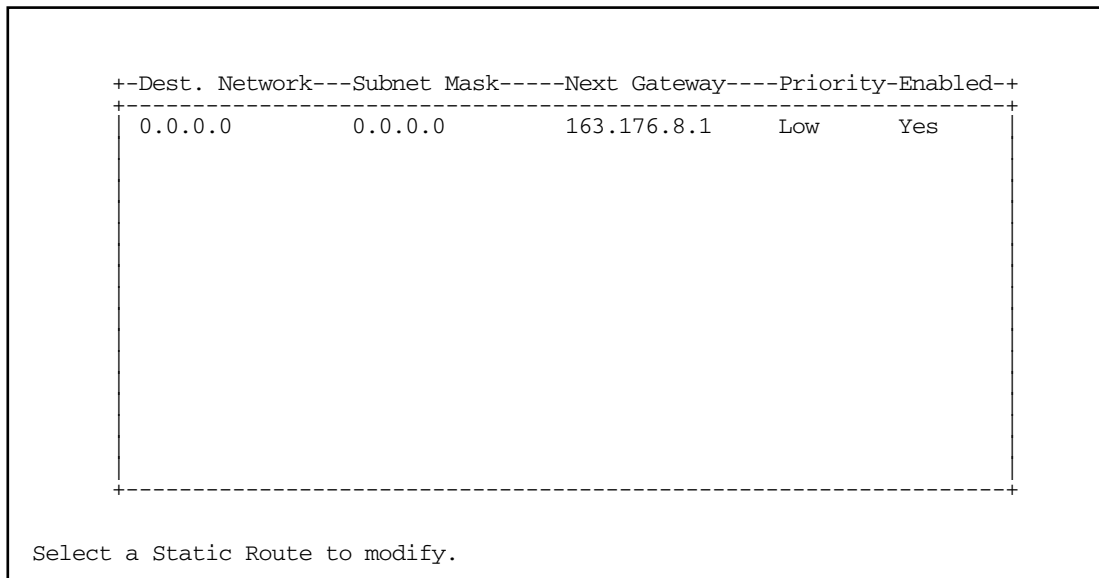 +-Dest. Network---Subnet Mask-----Next Gateway----Priority-Enabled-+
+------------------------------------------------------------------+
0.0.0.0 0.0.0.0 163.176.8.1 Low Yes
+------------------------------------------------------------------+
Select a Static Route to modify.